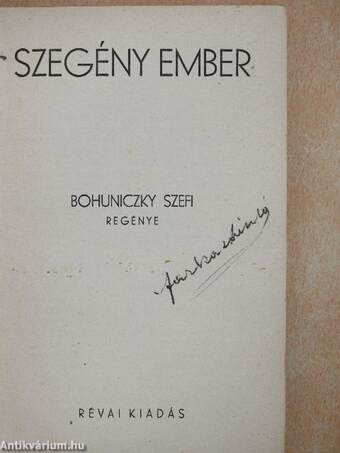 SZEGÉNY EMBER
BOHUNICZKY SZEFI
REGÉNYE
RÉVAI KIADÁS
Antikvárium.hu